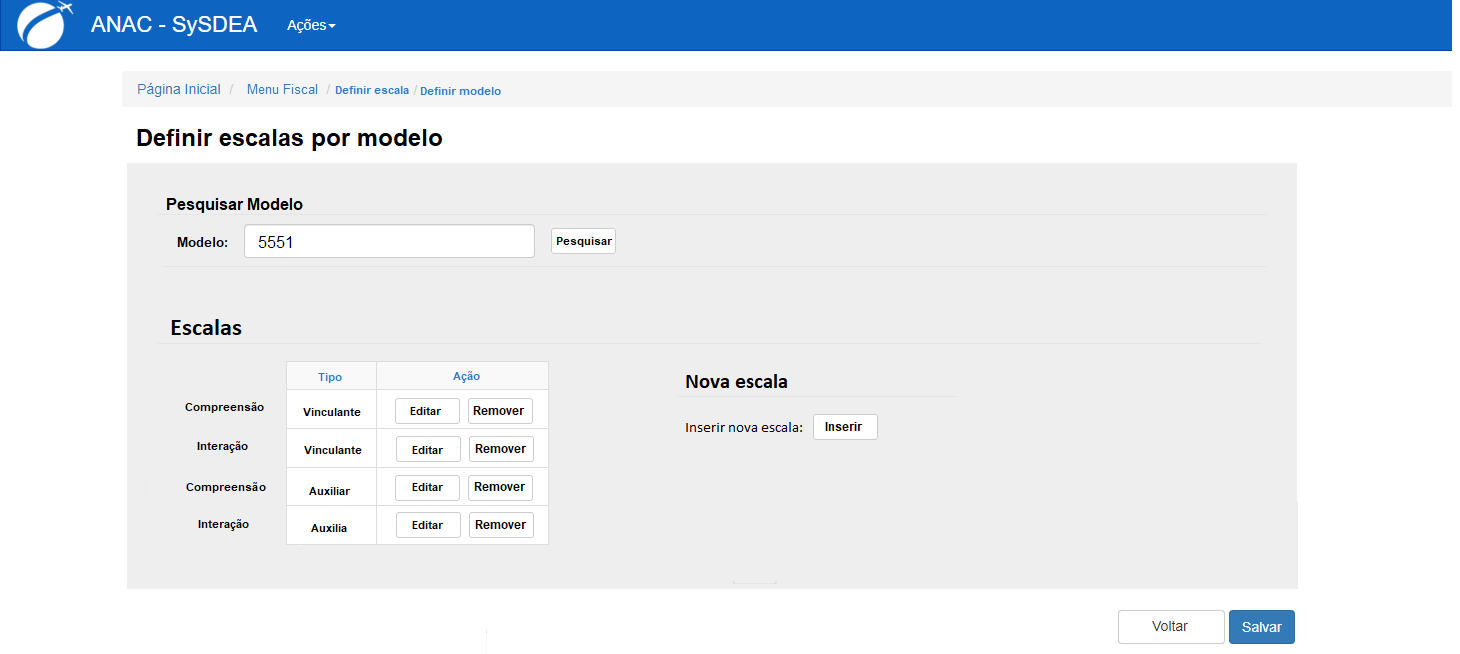 ANAC - SySDEA Ações
Página Inicial / Menu Fiscal / Definir escala / Definir modelo
Definir escalas por modelo
Pesquisar Modelo
Modelo: 5551 Pesquisar
Escalas
Tipo Ação
Compreensão Vinculante Editar Remover
Interação Vinculante Editar Remover
Compreensão Auxiliar Editar Remover
Interação Auxilia Editar Remover
Nova escala
Inserir nova escala: Inserir
Voltar Salvar